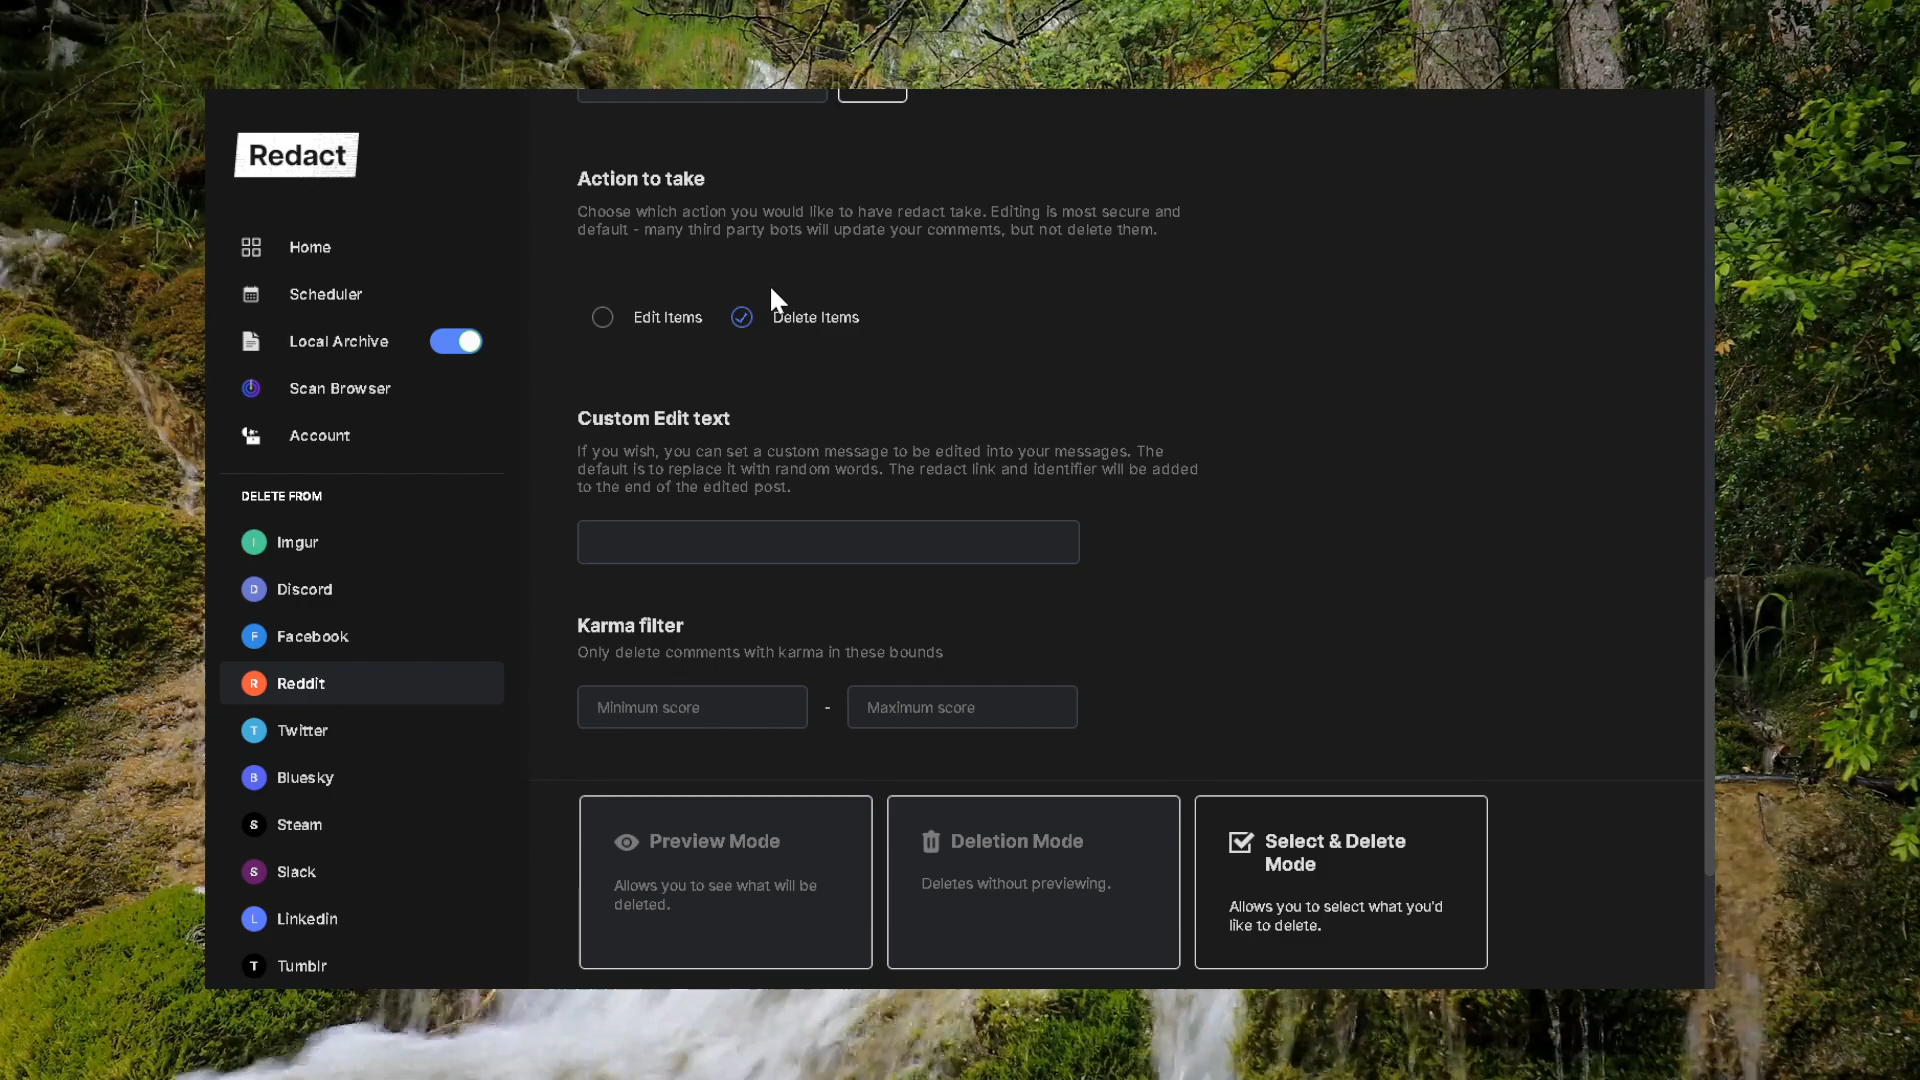 Redact
Home
Scheduler
Local Archive
Scan Browser
Account
DELETE FROM
I Imgur
D Discord
F Facebook
R Reddit
T Twitter
B Bluesky
S Steam
S Slack
L Linkedin
T Tumblr
Action to take
Choose which action you would like to have redact take. Editing is most secure and
default - many third party bots will update your comments, but not delete them.
Edit Items
Delete Items
Custom Edit text
If you wish, you can set a custom message to be edited into your messages. The
default is to replace it with random words. The redact link and identifier will be added
to the end of the edited post.
Karma filter
Only delete comments with karma in these bounds
Minimum score - Maximum score
Preview Mode
Allows you to see what will be
deleted.
Deletion Mode
Deletes without previewing.
Select & Delete
Mode
Allows you to select what you'd
like to delete.